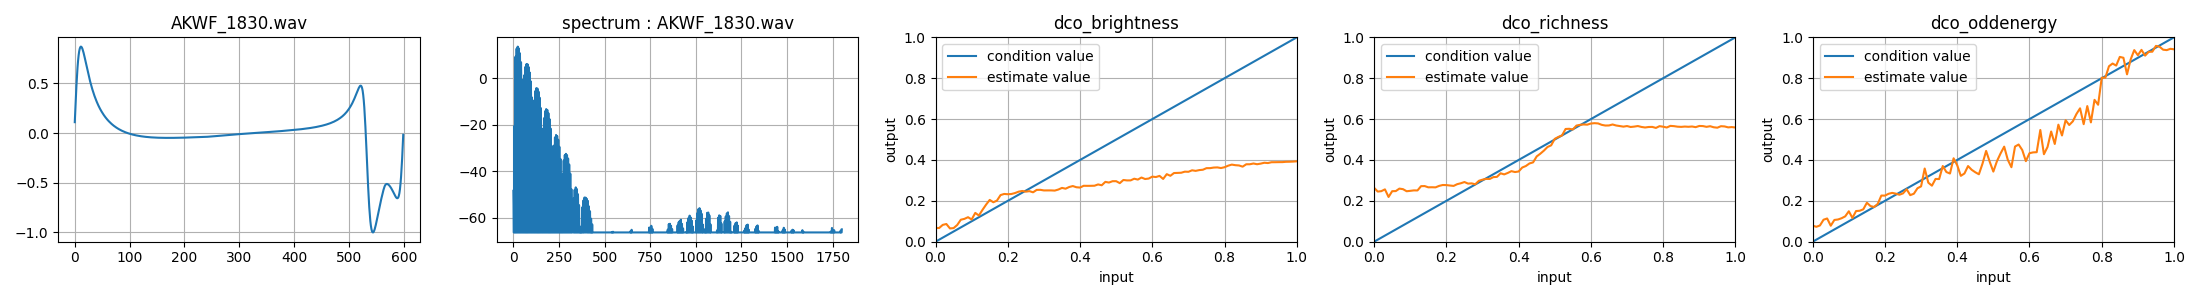 AKWF_1830.wav
0.5
0.0
−0.5
−1.0
0 100 200 300 400 500 600
spectrum : AKWF_1830.wav
0
−20
−40
−60
0 250 500 750 1000 1250 1500 1750
dco_brightness
condition value
estimate value
output
1.0
0.8
0.6
0.4
0.2
0.0
0.0 0.2 0.4 0.6 0.8 1.0
input
dco_richness
condition value
estimate value
output
1.0
0.8
0.6
0.4
0.2
0.0
0.0 0.2 0.4 0.6 0.8 1.0
input
dco_oddenergy
condition value
estimate value
output
1.0
0.8
0.6
0.4
0.2
0.0
0.0 0.2 0.4 0.6 0.8 1.0
input